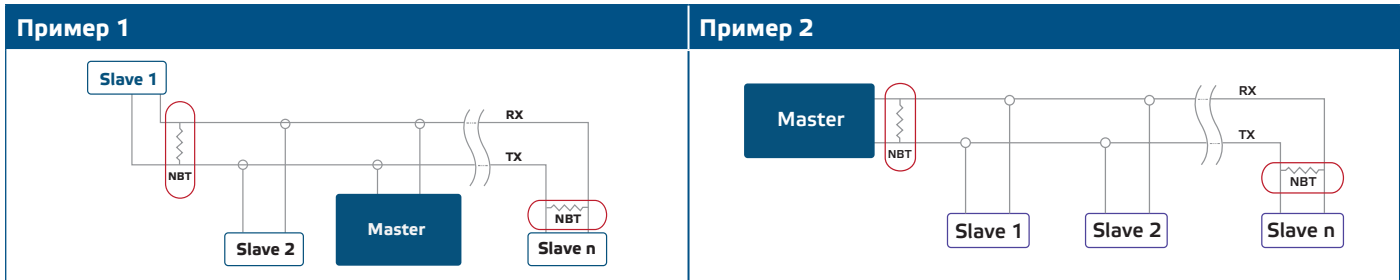 Пример 1
Slave 1
RX
TX
NBT
NBT
Master
Slave 2
Slave n
Пример 2
RX
Master
TX
NBT
NBT
Slave 1
Slave 2
Slave n